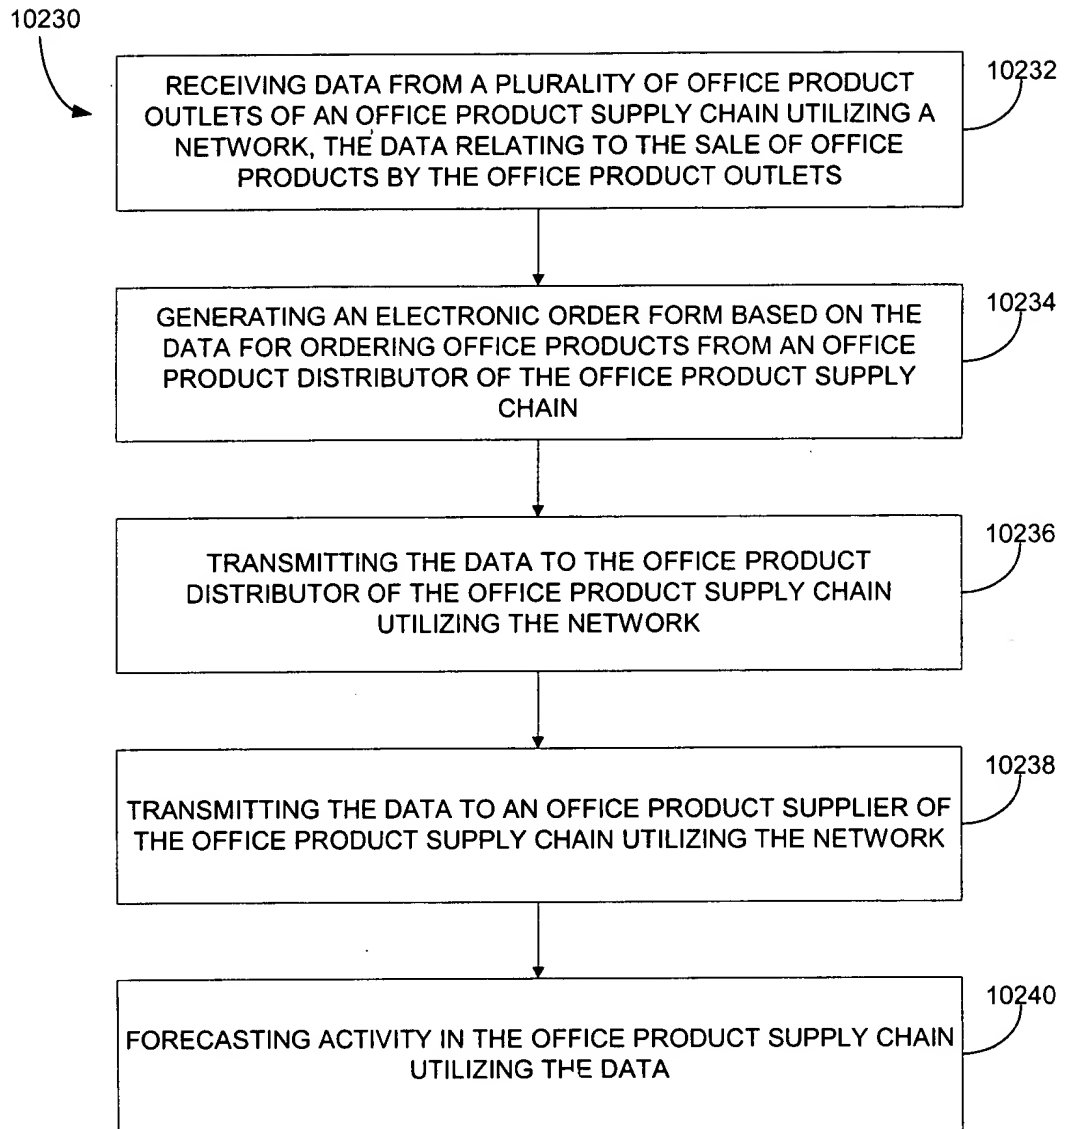 10230
10232
RECEIVING DATA FROM A PLURALITY OF OFFICE PRODUCT
OUTLETS OF AN OFFICE PRODUCT SUPPLY CHAIN UTILIZING A
NETWORK, THE DATA RELATING TO THE SALE OF OFFICE
PRODUCTS BY THE OFFICE PRODUCT OUTLETS
10234
GENERATING AN ELECTRONIC ORDER FORM BASED ON THE
DATA FOR ORDERING OFFICE PRODUCTS FROM AN OFFICE
PRODUCT DISTRIBUTOR OF THE OFFICE PRODUCT SUPPLY
CHAIN
10236
TRANSMITTING THE DATA TO THE OFFICE PRODUCT
DISTRIBUTOR OF THE OFFICE PRODUCT SUPPLY CHAIN
UTILIZING THE NETWORK
10238
TRANSMITTING THE DATA TO AN OFFICE PRODUCT SUPPLIER OF
THE OFFICE PRODUCT SUPPLY CHAIN UTILIZING THE NETWORK
10240
FORECASTING ACTIVITY IN THE OFFICE PRODUCT SUPPLY CHAIN
UTILIZING THE DATA